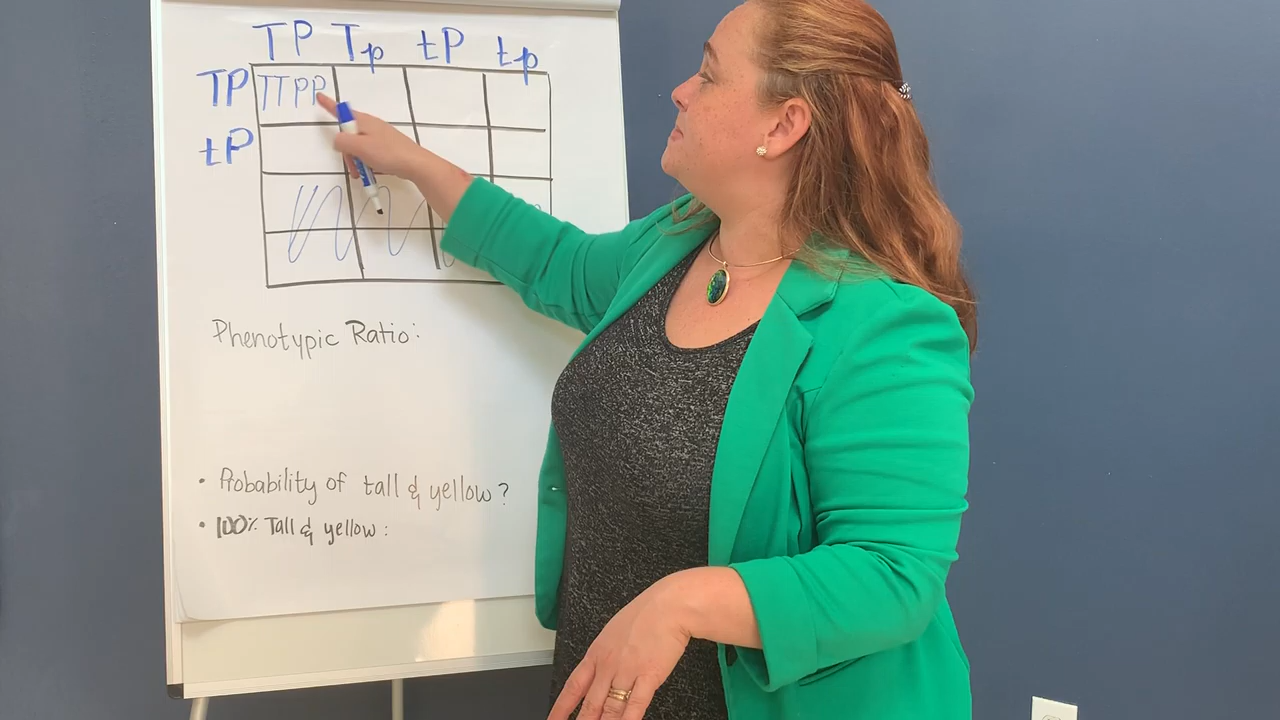 TP Tp tP tp
TP TTPP
tP
Phenotypic Ratio:
• Probability of tall & yellow?
• 100% Tall & yellow: